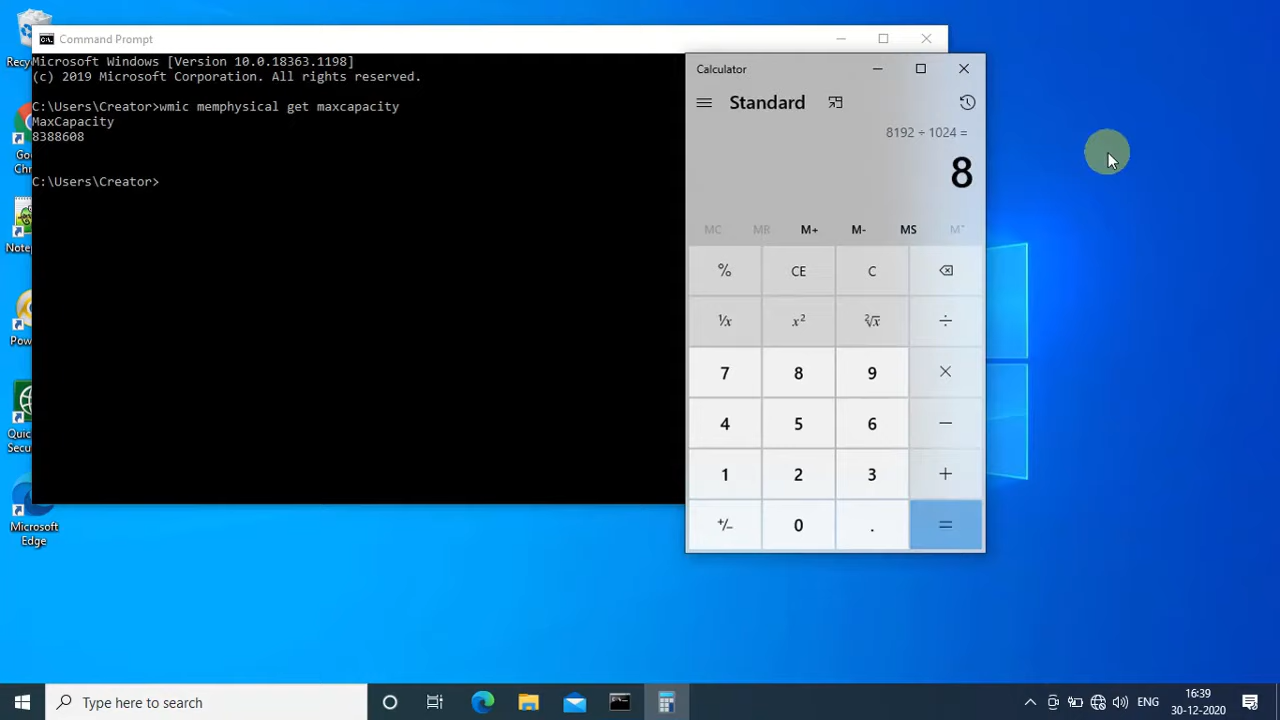 Command Prompt
Microsoft Windows [Version 10.0.18363.1198]
(c) 2019 Microsoft Corporation. All rights reserved.
C:\Users\Creator>wmic memphysical get maxcapacity
MaxCapacity
8388608
C:\Users\Creator>
Calculator
Standard
8192 ÷ 1024 =
8
MC MR M+ M- MS M˅
% CE C
¹/x x² ²√x ÷
7 8 9 ×
4 5 6 −
1 2 3 +
+/− 0 . =
Microsoft
Edge
Type here to search
ENG
16:39
30-12-2020